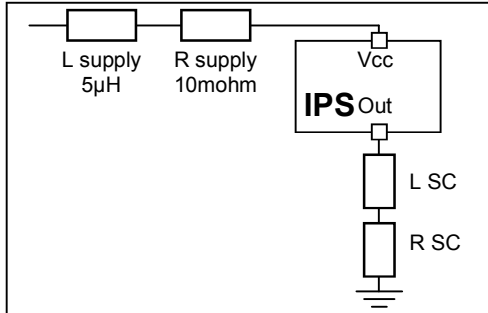 L supply
5µH
R supply
10mohm
Vcc
IPS Out
L SC
R SC